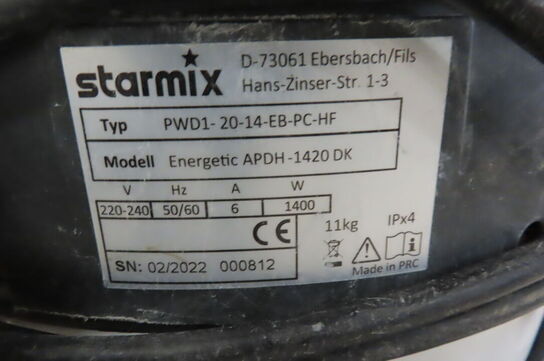 starmix
D-73061 Ebersbach/Fils
Hans-Zinser-Str. 1-3
Typ PWD1- 20-14-EB-PC-HF
Modell Energetic APDH -1420 DK
V Hz A W
220-240 50/60 6 1400
CE 11kg IPx4
SN: 02/2022 000812
Made in PRC